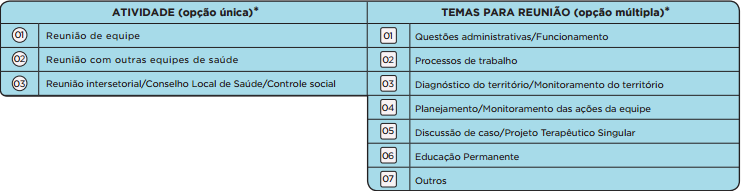 ATIVIDADE (opção única)*
01 Reunião de equipe
02 Reunião com outras equipes de saúde
03 Reunião intersetorial/Conselho Local de Saúde/Controle social
TEMAS PARA REUNIÃO (opção múltipla)*
01 Questões administrativas/Funcionamento
02 Processos de trabalho
03 Diagnóstico do território/Monitoramento do território
04 Planejamento/Monitoramento das ações da equipe
05 Discussão de caso/Projeto Terapêutico Singular
06 Educação Permanente
07 Outros